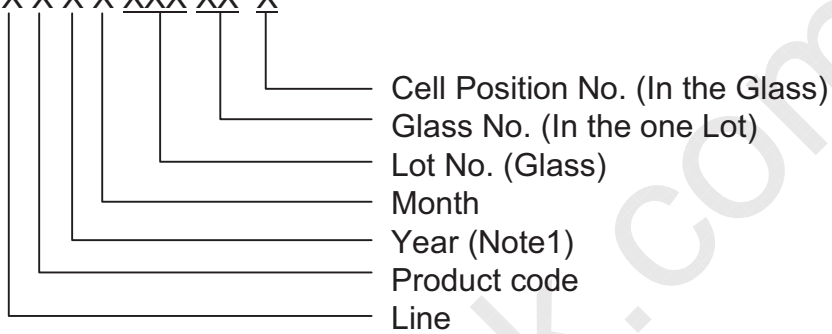 X X X X XXX XX X
Cell Position No. (In the Glass)
Glass No. (In the one Lot)
Lot No. (Glass)
Month
Year (Note1)
Product code
Line